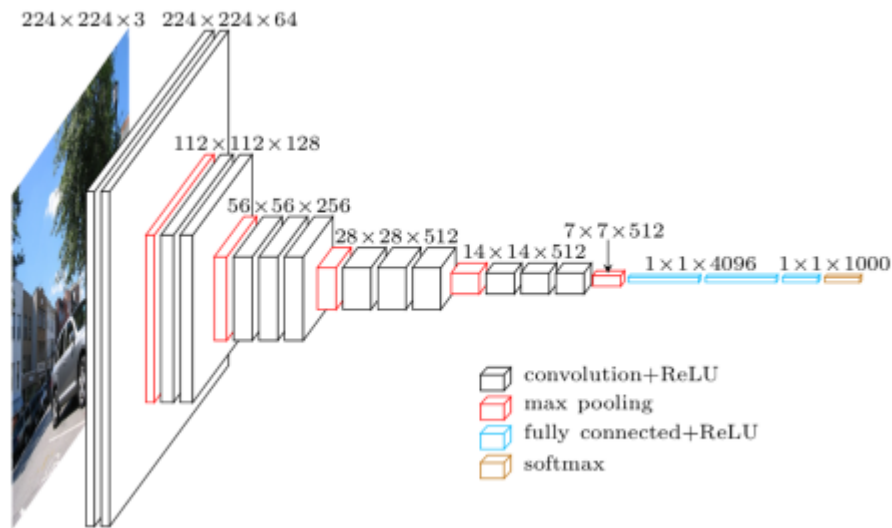 224×224×3
224×224×64
112×112×128
56×56×256
28×28×512
14×14×512
7×7×512
1×1×4096
1×1×1000
convolution+ReLU
max pooling
fully connected+ReLU
softmax